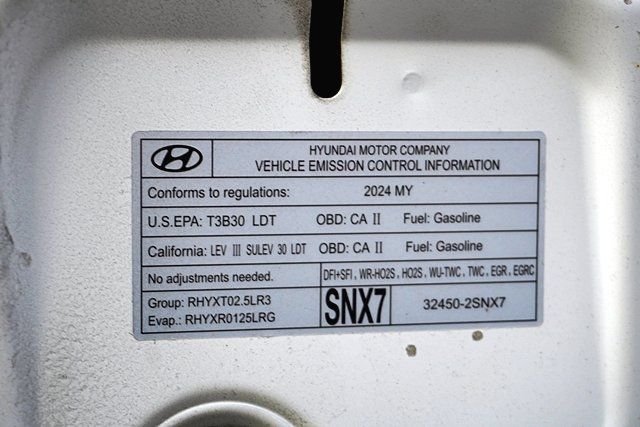 HYUNDAI MOTOR COMPANY
VEHICLE EMISSION CONTROL INFORMATION
Conforms to regulations: 2024 MY
U.S.EPA: T3B30 LDT OBD: CA II Fuel: Gasoline
California: LEV III SULEV 30 LDT OBD: CA II Fuel: Gasoline
No adjustments needed. DFI+SFI, WR-HO2S, HO2S, WU-TWC, TWC, EGR, EGRC
Group: RHYXT02.5LR3
Evap.: RHYXR0125LRG
SNX7 32450-2SNX7